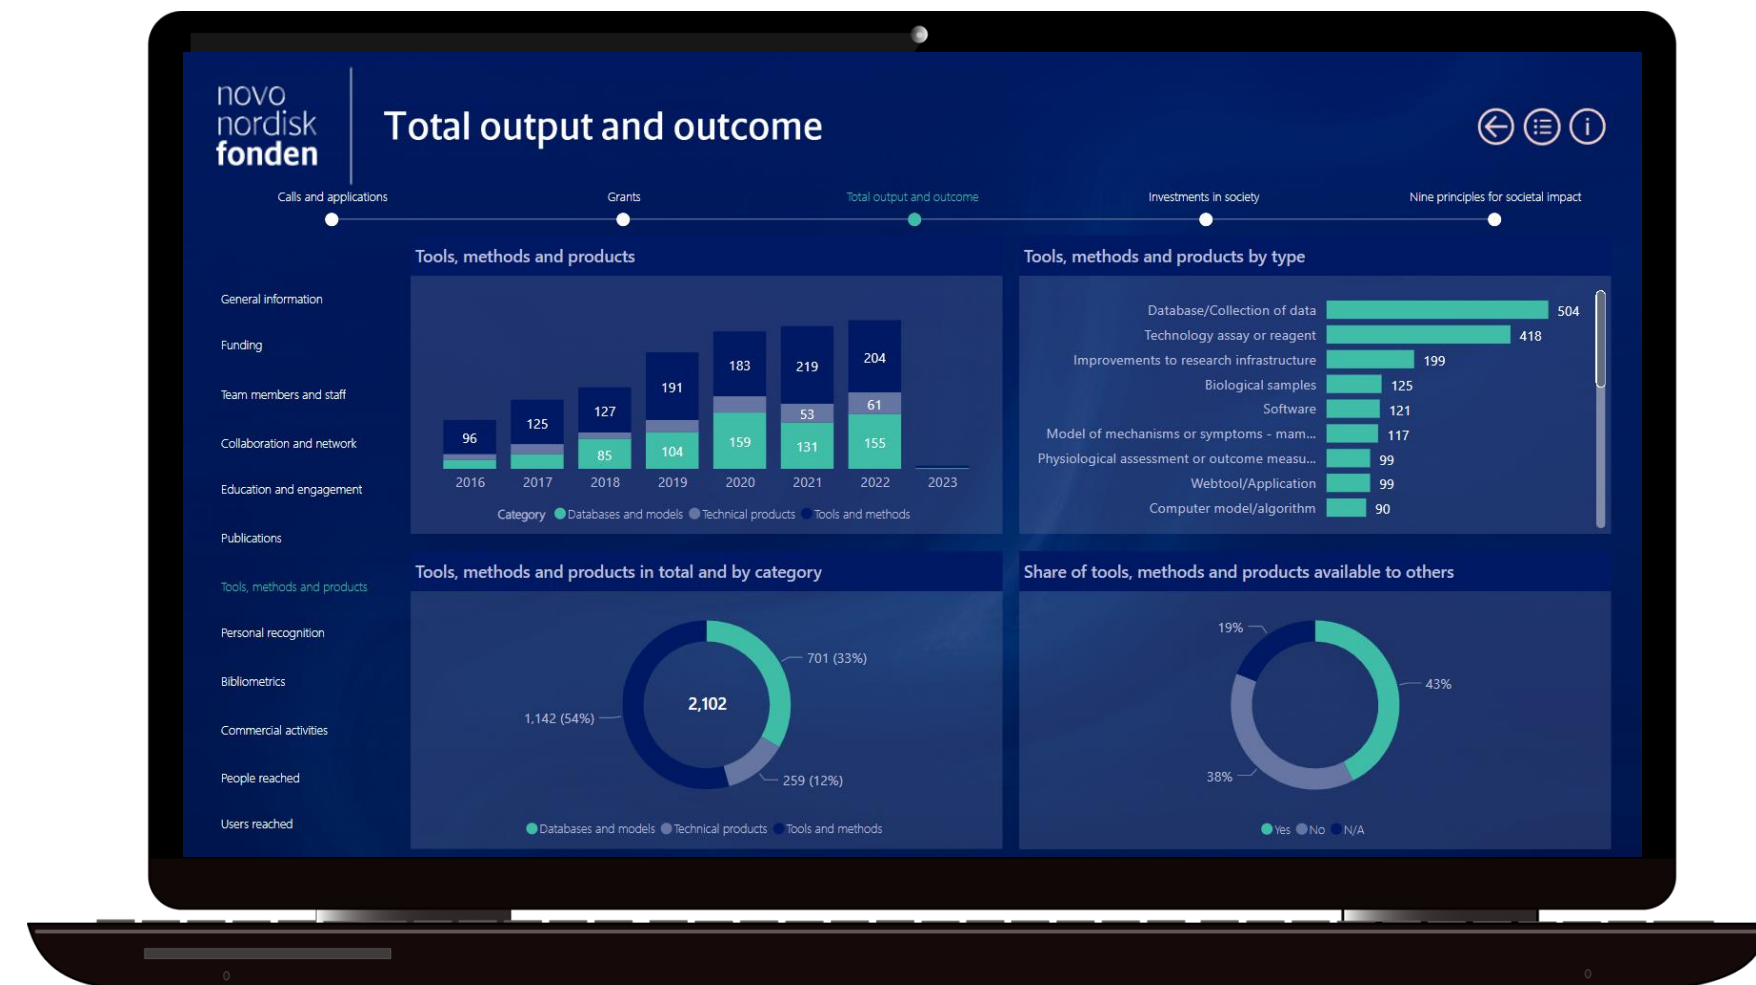 novo
nordisk
fonden
Total output and outcome
Calls and applications
Grants
Total output and outcome
Investments in society
Nine principles for societal impact
General information
Funding
Team members and staff
Collaboration and network
Education and engagement
Publications
Tools, methods and products
Personal recognition
Bibliometrics
Commercial activities
People reached
Users reached
Tools, methods and products
96
125
127
85
191
104
183
159
219
53
131
204
61
155
2016 2017 2018 2019 2020 2021 2022 2023
Category Databases and models Technical products Tools and methods
Tools, methods and products by type
Database/Collection of data 504
Technology assay or reagent 418
Improvements to research infrastructure 199
Biological samples 125
Software 121
Model of mechanisms or symptoms - mam... 117
Physiological assessment or outcome measu... 99
Webtool/Application 99
Computer model/algorithm 90
Tools, methods and products in total and by category
701 (33%)
2,102
1,142 (54%)
259 (12%)
Databases and models Technical products Tools and methods
Share of tools, methods and products available to others
19%
43%
38%
Yes No N/A